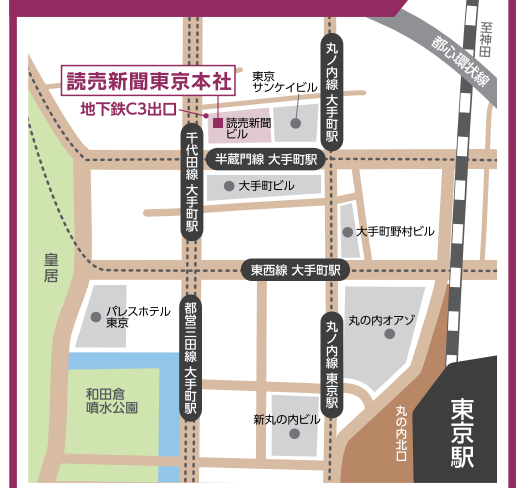 至神田
都心環状線
丸ノ内線 大手町駅
読売新聞東京本社
地下鉄C3出口
東京
サンケイビル
読売新聞
ビル
千代田線 大手町駅
半蔵門線 大手町駅
大手町ビル
大手町野村ビル
皇居
東西線 大手町駅
パレスホテル
東京
都営三田線 大手町駅
丸ノ内線 東京駅
丸の内オアゾ
和田倉
噴水公園
新丸の内ビル
丸の内北口
東京駅